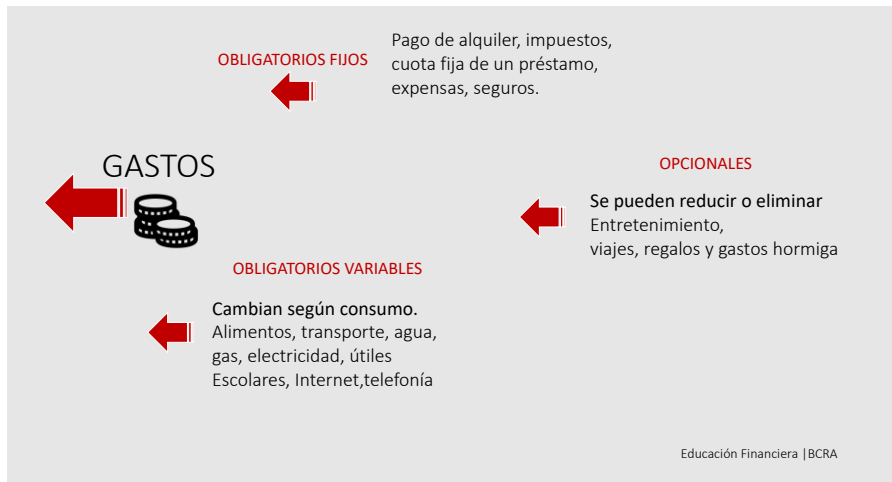 OBLIGATORIOS FIJOS
Pago de alquiler, impuestos,
cuota fija de un préstamo,
expensas, seguros.
GASTOS
OPCIONALES
Se pueden reducir o eliminar
Entretenimiento,
viajes, regalos y gastos hormiga
OBLIGATORIOS VARIABLES
Cambian según consumo.
Alimentos, transporte, agua,
gas, electricidad, útiles
Escolares, Internet,telefonía
Educación Financiera |BCRA